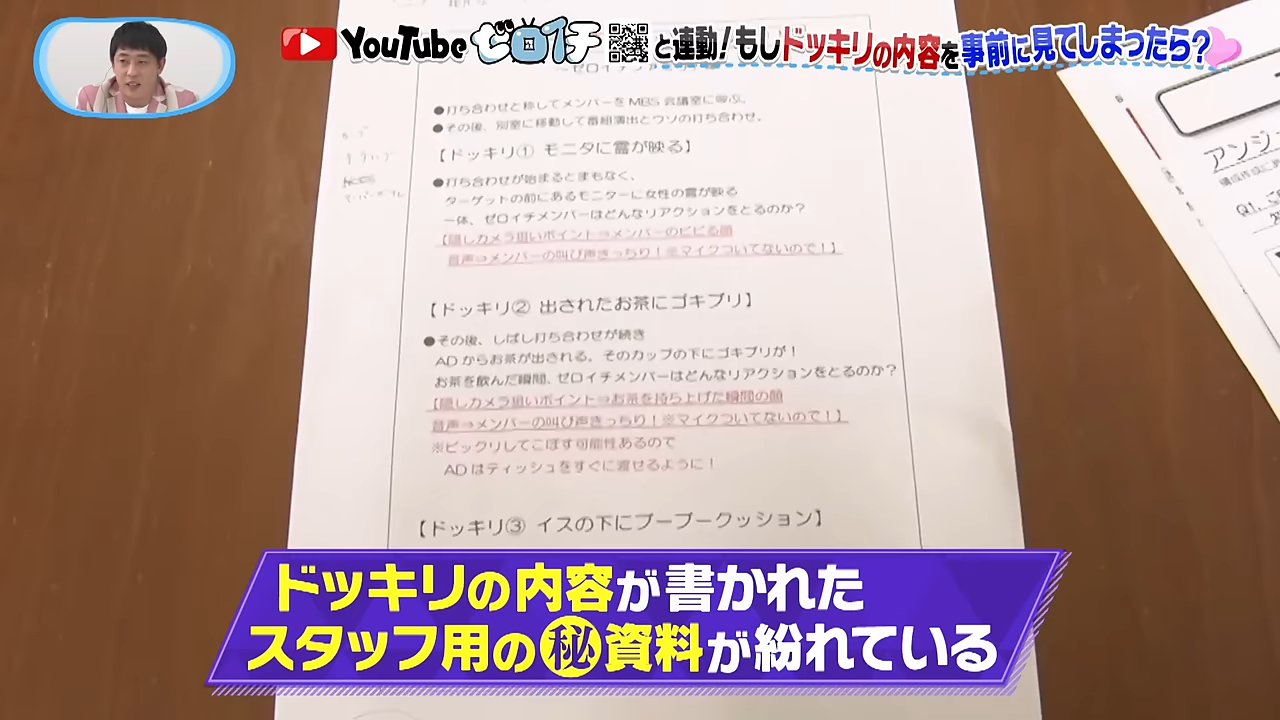 YouTube ゼロイチ と連動!もしドッキリの内容を事前に見てしまったら?
●打ち合わせと称してメンバーをMBS会議室に呼ぶ。
●その後、別室に移動して番組演出とウソの打ち合わせ。
【ドッキリ① モニタに霊が映る】
●打ち合わせが始まるとまもなく、
ターゲットの前にあるモニターに女性の霊が映る
一体、ゼロイチメンバーはどんなリアクションをとるのか?
【隠しカメラ狙いポイント⇒メンバーのビビる顔
音声⇒メンバーの叫び声きっちり!※マイクついてないので!】
【ドッキリ② 出されたお茶にゴキブリ】
●その後、しばし打ち合わせが続き
ADからお茶が出される。そのカップの下にゴキブリが!
お茶を飲んだ瞬間、ゼロイチメンバーはどんなリアクションをとるのか?
【隠しカメラ狙いポイント⇒お茶を持ち上げた瞬間の顔
音声⇒メンバーの叫び声きっちり!※マイクついてないので!】
※ビックリしてこぼす可能性あるので
ADはティッシュをすぐに渡せるように!
【ドッキリ③ イスの下にブーブークッション】
アンジ
Q1.
ドッキリの内容が書かれた
スタッフ用の㊙資料が紛れている